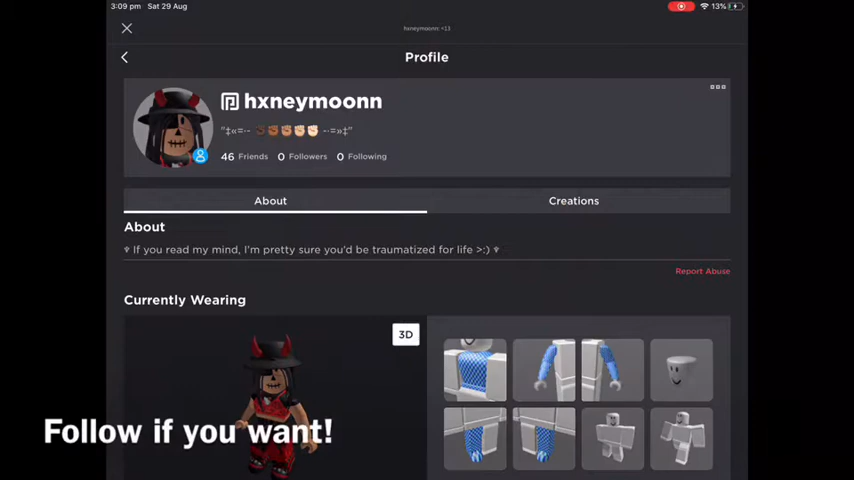 3:09 pm Sat 29 Aug
13%
hxneymoonn: <13
Profile
hxneymoonn
"‡«=-- ✊🏿✊🏾✊🏽✊🏼✊🏻 --=»‡"
46 Friends 0 Followers 0 Following
About
Creations
About
♆ If you read my mind, I'm pretty sure you'd be traumatized for life >:) ♆
Report Abuse
Currently Wearing
3D
Follow if you want!